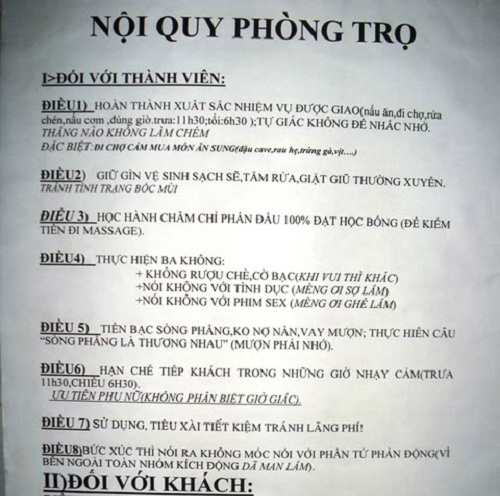 NỘI QUY PHÒNG TRỌ
I>ĐỐI VỚI THÀNH VIÊN:
ĐIỀU1) HOÀN THÀNH XUẤT SẮC NHIỆM VỤ ĐƯỢC GIAO(nấu ăn,đi chợ,rửa
chén,nấu cơm ,đúng giờ.trưa:11h30;tối:6h30 );TỰ GIÁC KHÔNG ĐỂ NHẮC NHỞ.
THẰNG NÀO KHÔNG LÀM CHÉM
ĐẶC BIỆT:ĐI CHỢ CẤM MUA MÓN ĂN SUNG(đậu cave,rau hẹ,trứng gà,vịt....)
ĐIỀU2) GIỮ GÌN VỆ SINH SẠCH SẼ,TẮM RỬA,GIẶT GIŨ THƯỜNG XUYÊN.
TRÁNH TÌNH TRẠNG BỐC MÙI
ĐIỀU 3) HỌC HÀNH CHĂM CHỈ PHẤN ĐẤU 100% ĐẠT HỌC BỔNG (ĐỂ KIẾM
TIỀN ĐI MASSAGE).
ĐIỀU4) THỰC HIỆN BA KHÔNG:
+ KHÔNG RƯỢU CHÈ,CỜ BẠC(KHI VUI THÌ KHÁC)
+NÓI KHÔNG VỚI TÌNH DỤC (MÈNG ƠI SỢ LẮM)
+NÓI KHÔNG VỚI PHIM SEX (MÈNG ƠI GHÊ LẮM)
ĐIỀU 5) TIỀN BẠC SÒNG PHẲNG,KO NỢ NẦN,VAY MƯỢN; THỰC HIỆN CÂU
“SÒNG PHẲNG LÀ THƯƠNG NHAU” (MƯỢN PHẢI NHỚ).
ĐIỀU6) HẠN CHẾ TIẾP KHÁCH TRONG NHỮNG GIỜ NHẠY CẢM(TRƯA
11h30,CHIỀU 6H30).
ƯU TIÊN PHỤ NỮ(KHÔNG PHÂN BIỆT GIỜ GIẤC).
ĐIỀU 7) SỬ DỤNG, TIÊU XÀI TIẾT KIỆM TRÁNH LÃNG PHÍ!
ĐIỀU8)BỨC XÚC THÌ NÓI RA KHÔNG MÓC NỐI VỚI PHẦN TỬ PHẢN ĐỘNG(VÌ
BÊN NGOÀI TOÀN NHÓM KÍCH ĐỘNG DÃ MAN LẮM).
II)ĐỐI VỚI KHÁCH: